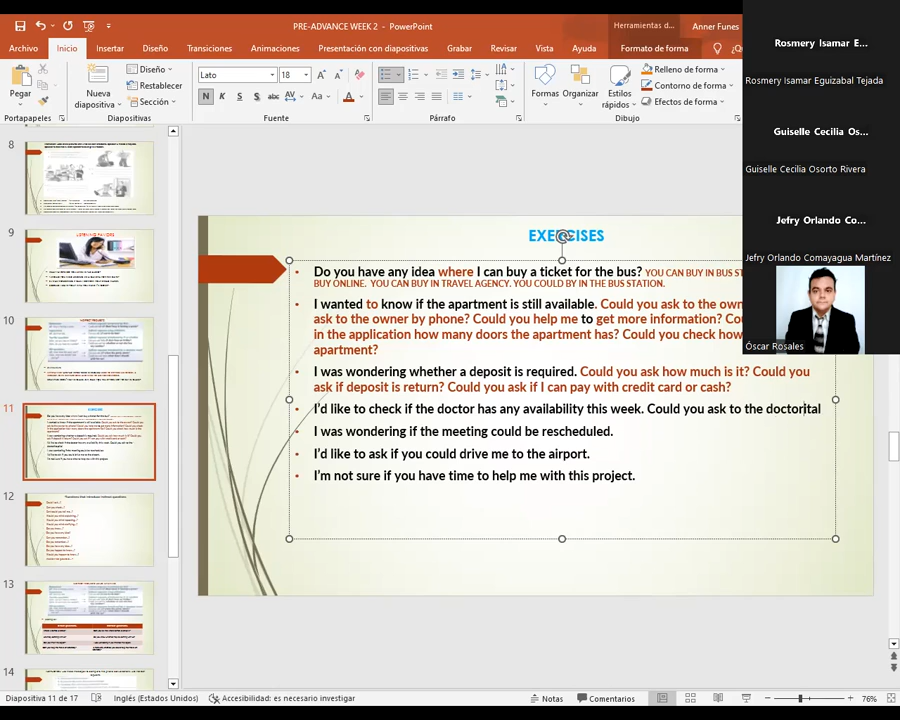 PRE-ADVANCE WEEK 2 - PowerPoint
Herramientas d...
Anner Funes
Archivo Inicio Insertar Diseño Transiciones Animaciones Presentación con diapositivas Grabar Revisar Vista Ayuda Formato de forma ¿Q
Pegar
Nueva diapositiva
Diseño
Restablecer
Sección
Lato 18
N K S S abc AV Aa A
Formas
Organizar
Estilos rápidos
Relleno de forma
Contorno de forma
Efectos de forma
Portapapeles Diapositivas Fuente Párrafo Dibujo
Rosmery Isamar E...
Rosmery Isamar Eguizabal Tejada
Guiselle Cecilia Os...
Guiselle Cecilia Osorto Rivera
Jefry Orlando Co...
Jefry Orlando Comayagua Martínez
Óscar Rosales
8
9
10
11
12
13
14
EXERCISES
• Do you have any idea where I can buy a ticket for the bus? YOU CAN BUY IN BUS ST
BUY ONLINE. YOU CAN BUY IN TRAVEL AGENCY. YOU COULD BY IN THE BUS STATION.
• I wanted to know if the apartment is still available. Could you ask to the own
ask to the owner by phone? Could you help me to get more information? Co
in the application how many doors the apartment has? Could you check how
apartment?
• I was wondering whether a deposit is required. Could you ask how much is it? Could you
ask if deposit is return? Could you ask if I can pay with credit card or cash?
• I'd like to check if the doctor has any availability this week. Could you ask to the doctorital
• I was wondering if the meeting could be rescheduled.
• I'd like to ask if you could drive me to the airport.
• I'm not sure if you have time to help me with this project.
Diapositiva 11 de 17 Inglés (Estados Unidos) Accesibilidad: es necesario investigar Notas Comentarios 76%